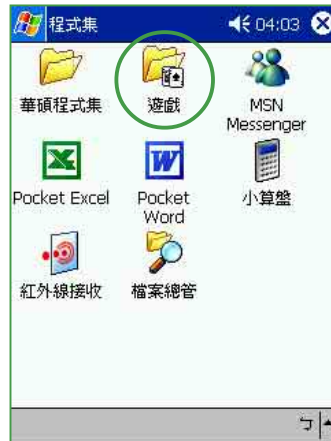 程式集 04:03
華碩程式集 遊戲 MSN Messenger
Pocket Excel Pocket Word 小算盤
紅外線接收 檔案總管
ㄅ